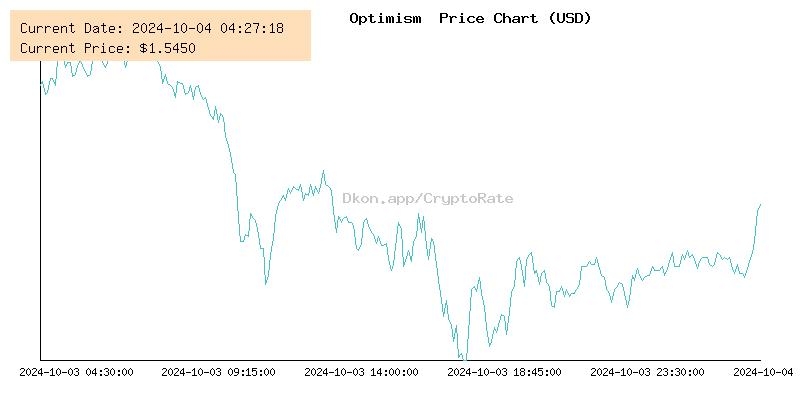 Optimism  Price Chart (USD)
Current Date: 2024-10-04 04:27:18
Current Price: $1.5450
Dkon.app/CryptoRate
2024-10-03 04:30:00 2024-10-03 09:15:00 2024-10-03 14:00:00 2024-10-03 18:45:00 2024-10-03 23:30:00 2024-10-04